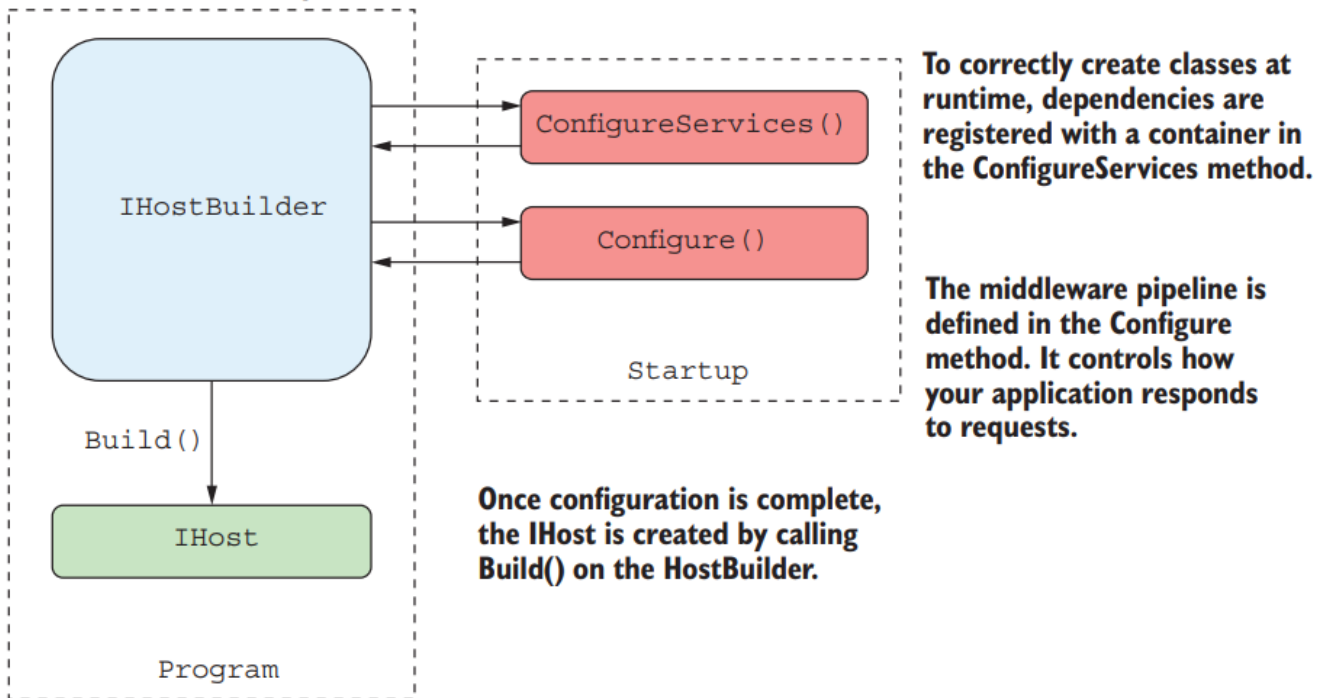 IHostBuilder
ConfigureServices()
Configure()
Startup
To correctly create classes at
runtime, dependencies are
registered with a container in
the ConfigureServices method.
The middleware pipeline is
defined in the Configure
method. It controls how
your application responds
to requests.
Build()
IHost
Program
Once configuration is complete,
the IHost is created by calling
Build() on the HostBuilder.